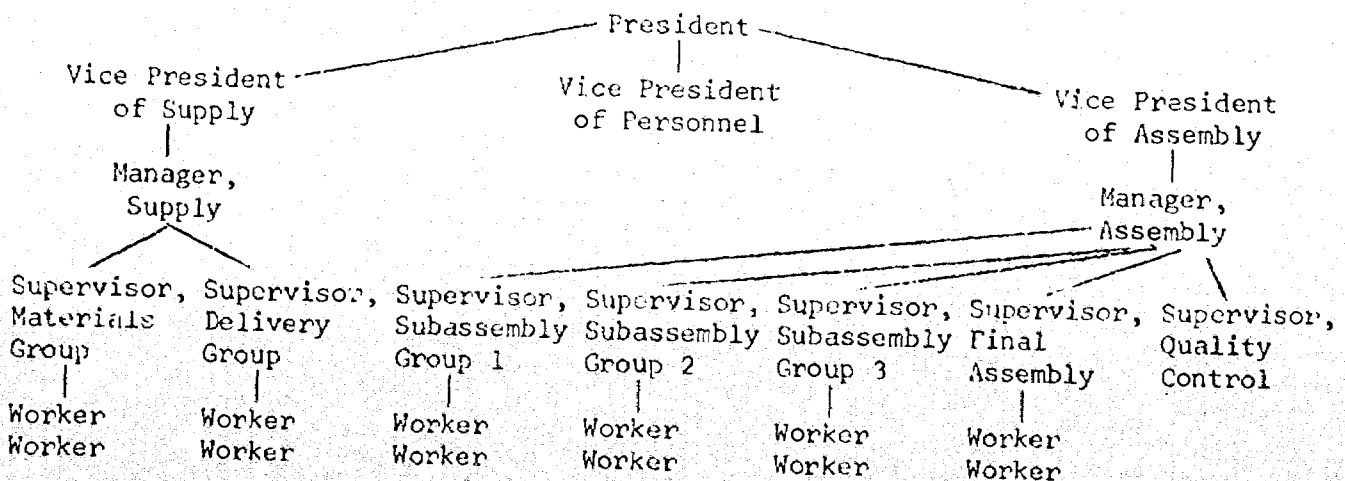 President
Vice President
of Supply
Vice President
of Personnel
Vice President
of Assembly
Manager,
Supply
Manager,
Assembly
Supervisor,
Materials
Group
Supervisor,
Delivery
Group
Supervisor,
Subassembly
Group 1
Supervisor,
Subassembly
Group 2
Supervisor,
Subassembly
Group 3
Supervisor,
Final
Assembly
Supervisor,
Quality
Control
Worker
Worker
Worker
Worker
Worker
Worker
Worker
Worker
Worker
Worker
Worker
Worker